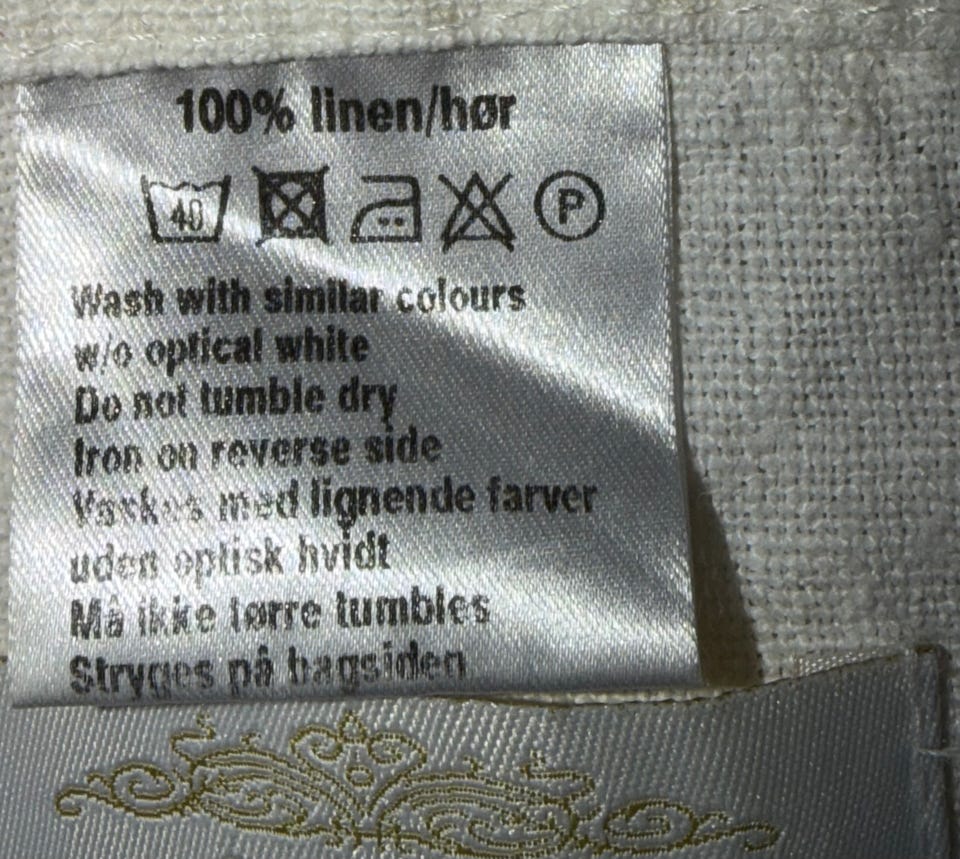 100% linen/hør
40 P
Wash with similar colours
w/o optical white
Do not tumble dry
Iron on reverse side
Vaskes med lignende farver
uden optisk hvidt
Må ikke tørre tumbles
Stryges på bagsiden